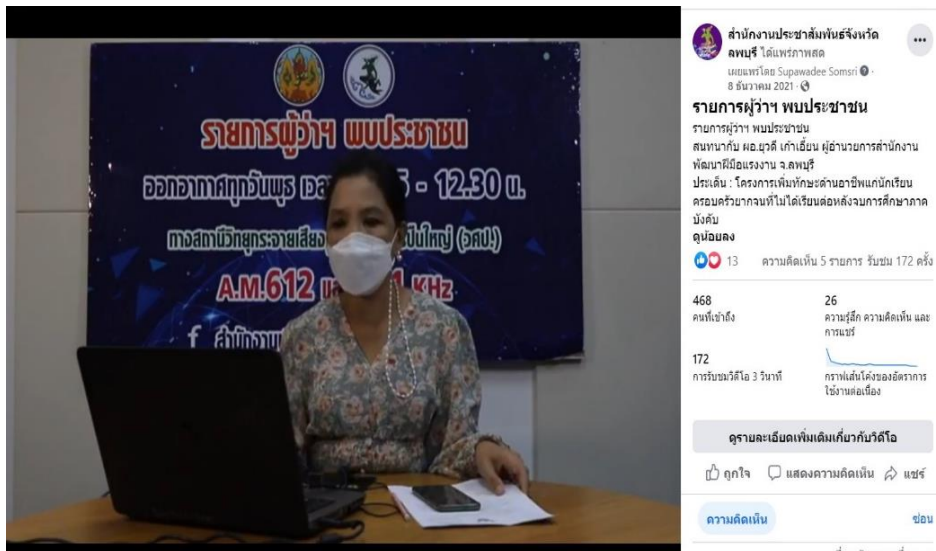 รายการผู้ว่าฯ พบประชาชน
ออกอากาศทุกวันพุธ - 12.30 น.
ทางสถานีวิทยุกระจายเสียง ปืนใหญ่ (วศป.)
A.M.612 KHz
f
สำนักงานประชาสัมพันธ์จังหวัด
ลพบุรี ได้แพร่ภาพสด
เผยแพร่โดย Supawadee Somsri ·
8 ธันวาคม 2021 ·
รายการผู้ว่าฯ พบประชาชน
รายการผู้ว่าฯ พบประชาชน
สนทนากับ ผอ.ยุวดี เก่าเอี้ยน ผู้อำนวยการสำนักงาน
พัฒนาฝีมือแรงงาน จ.ลพบุรี
ประเด็น : โครงการเพิ่มทักษะด้านอาชีพแก่นักเรียน
ครอบครัวยากจนที่ไม่ได้เรียนต่อหลังจบการศึกษาภาค
บังคับ
ดูน้อยลง
13 ความคิดเห็น 5 รายการ รับชม 172 ครั้ง
468
คนที่เข้าถึง
26
ความรู้สึก ความคิดเห็น และ
การแชร์
172
การรับชมวิดีโอ 3 วินาที
กราฟเส้นโค้งของอัตราการ
ใช้งานต่อเนื่อง
ดูรายละเอียดเพิ่มเติมเกี่ยวกับวิดีโอ
ถูกใจ แสดงความคิดเห็น แชร์
ความคิดเห็น ซ่อน